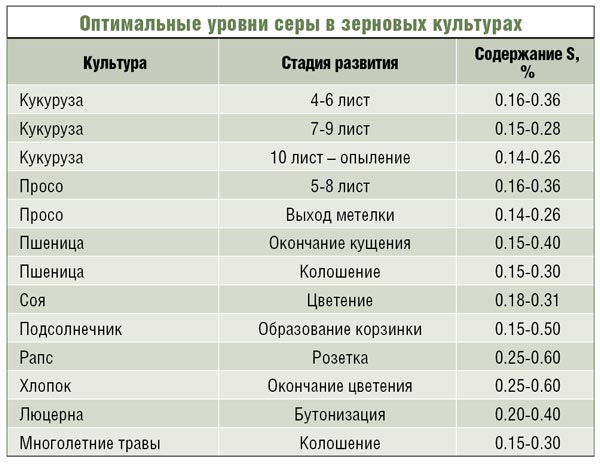 Оптимальные уровни серы в зерновых культурах
Культура Стадия развития Содержание S, %
Кукуруза 4-6 лист 0.16-0.36
Кукуруза 7-9 лист 0.15-0.28
Кукуруза 10 лист – опыление 0.14-0.26
Просо 5-8 лист 0.16-0.36
Просо Выход метелки 0.14-0.26
Пшеница Окончание кущения 0.15-0.40
Пшеница Колошение 0.15-0.30
Соя Цветение 0.18-0.31
Подсолнечник Образование корзинки 0.15-0.50
Рапс Розетка 0.25-0.60
Хлопок Окончание цветения 0.25-0.60
Люцерна Бутонизация 0.20-0.40
Многолетние травы Колошение 0.15-0.30